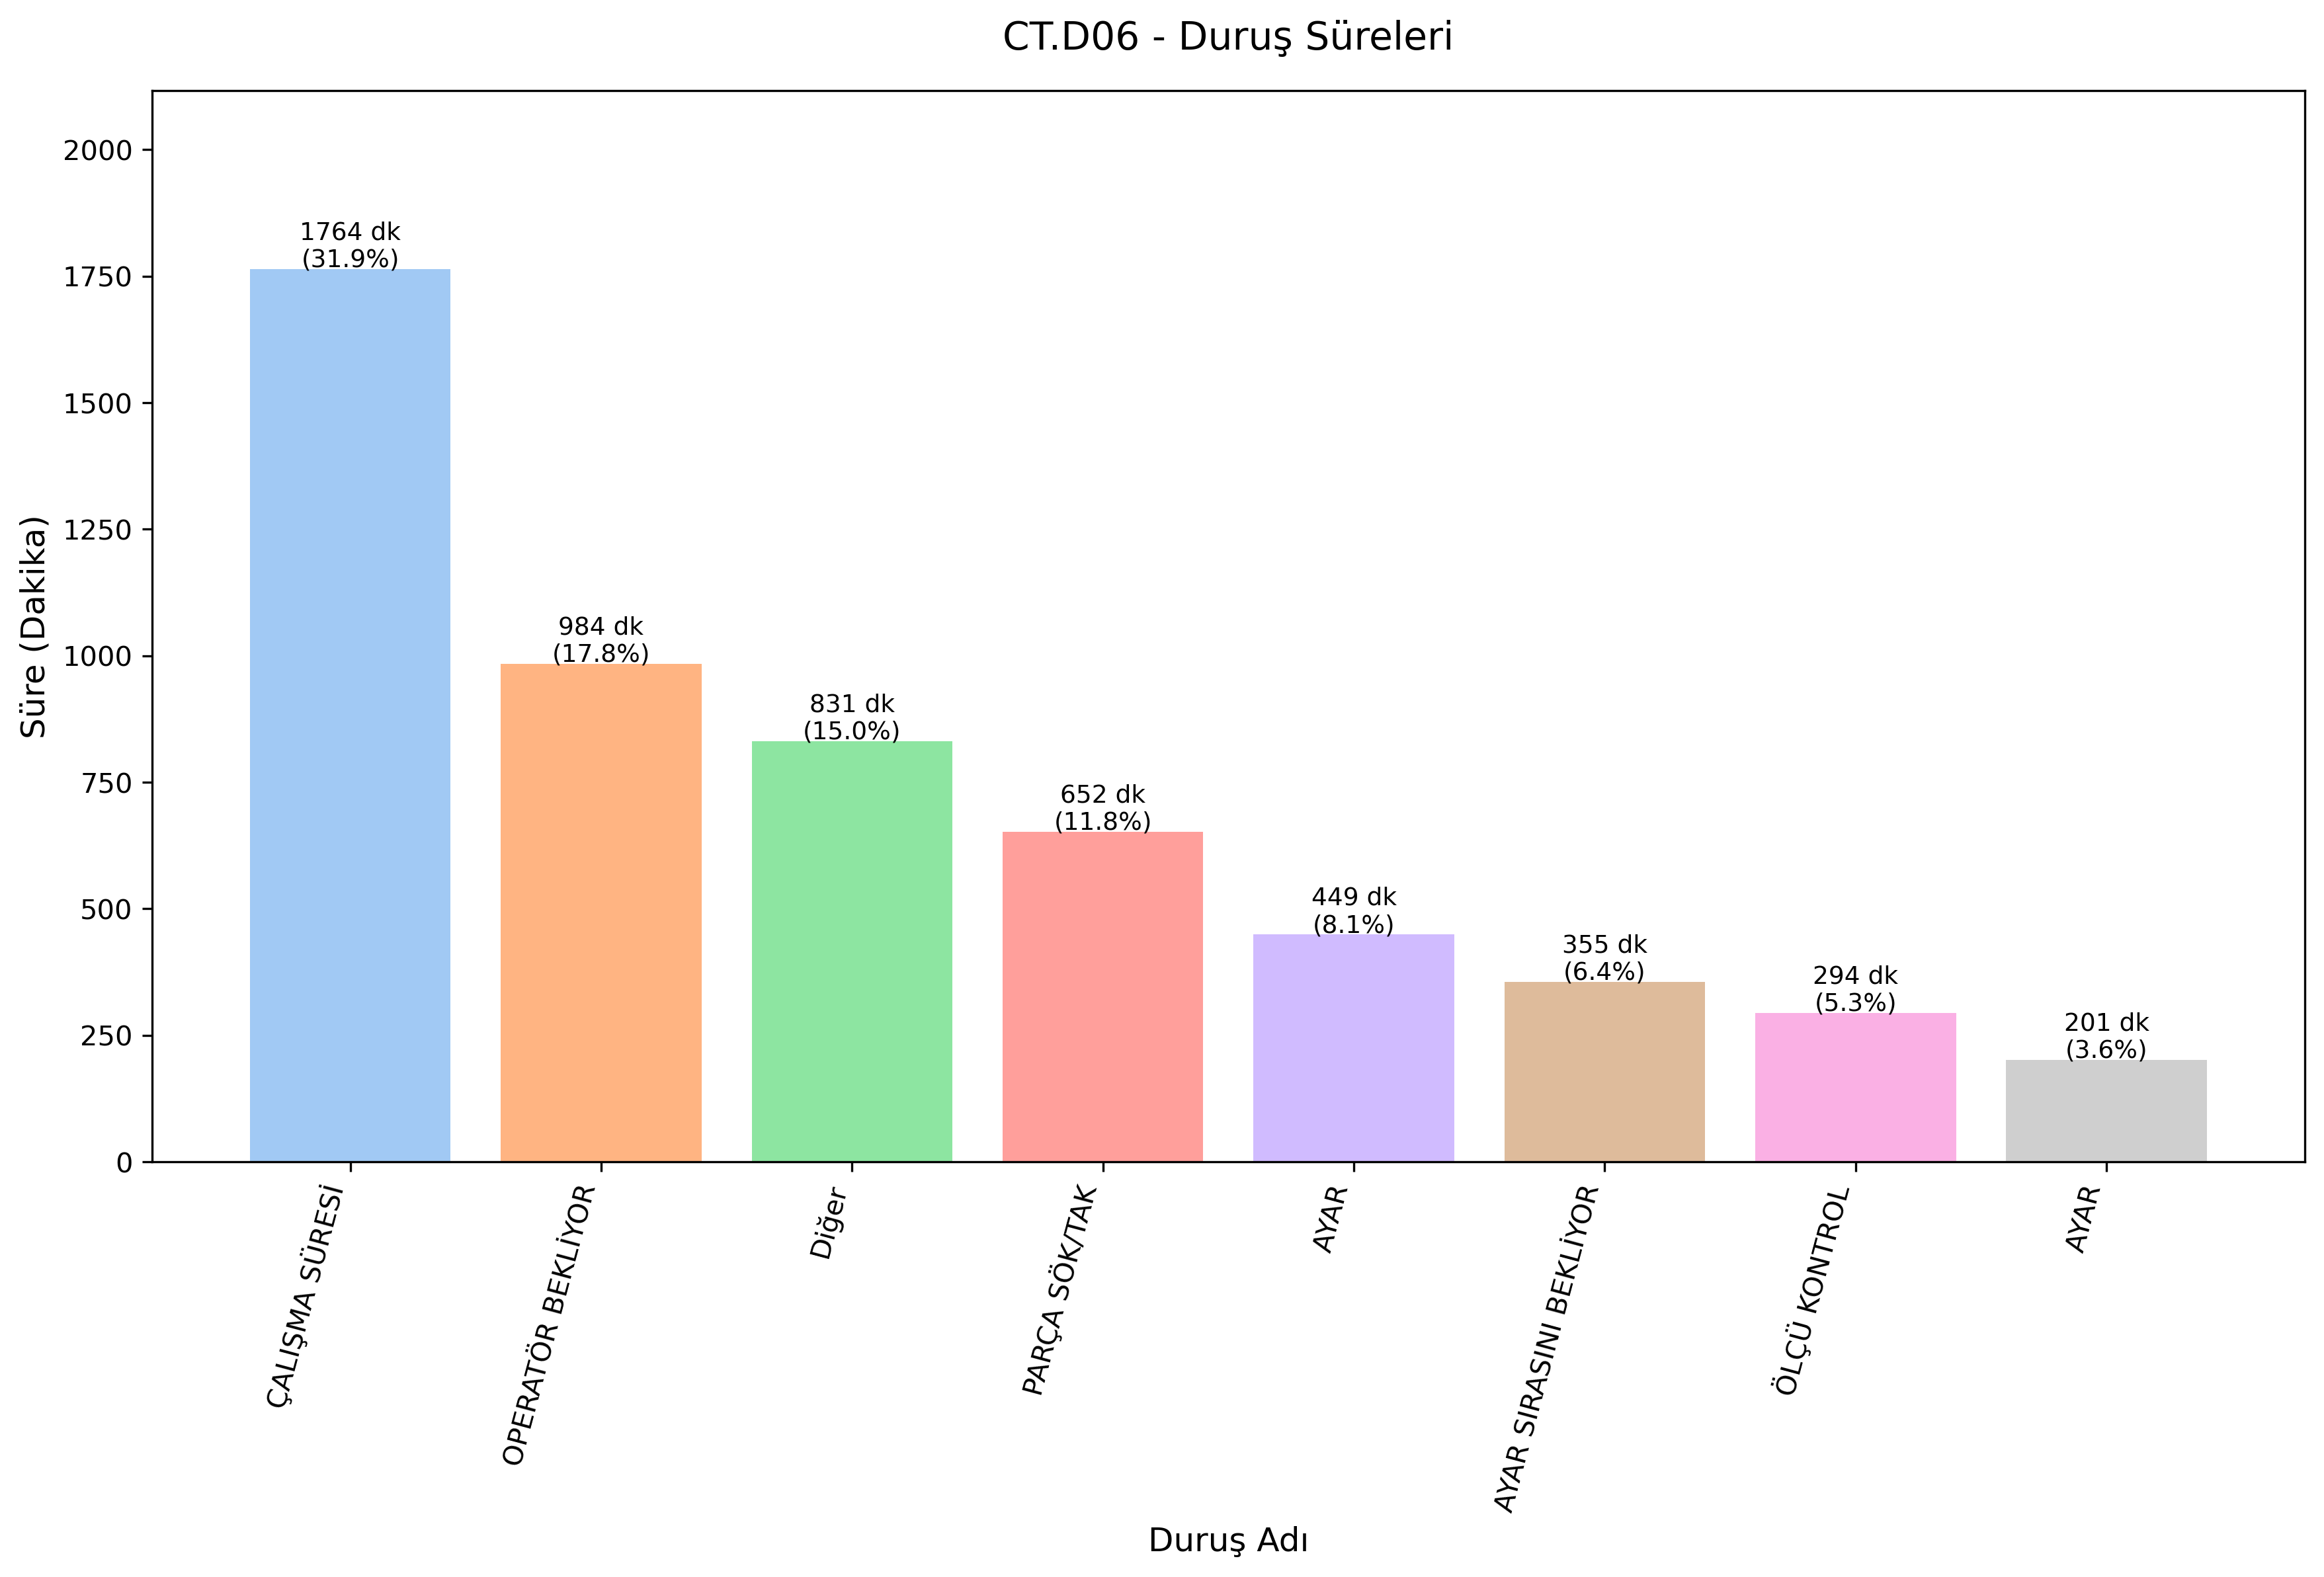 CT.D06 - Duruş Süreleri
Süre (Dakika)
2000
1750
1500
1250
1000
750
500
250
0
1764 dk
(31.9%)
984 dk
(17.8%)
831 dk
(15.0%)
652 dk
(11.8%)
449 dk
(8.1%)
355 dk
(6.4%)
294 dk
(5.3%)
201 dk
(3.6%)
ÇALIŞMA SÜRESİ
OPERATÖR BEKLİYOR
Diğer
PARÇA SÖK/TAK
AYAR
AYAR SIRASINI BEKLİYOR
ÖLÇÜ KONTROL
AYAR
Duruş Adı